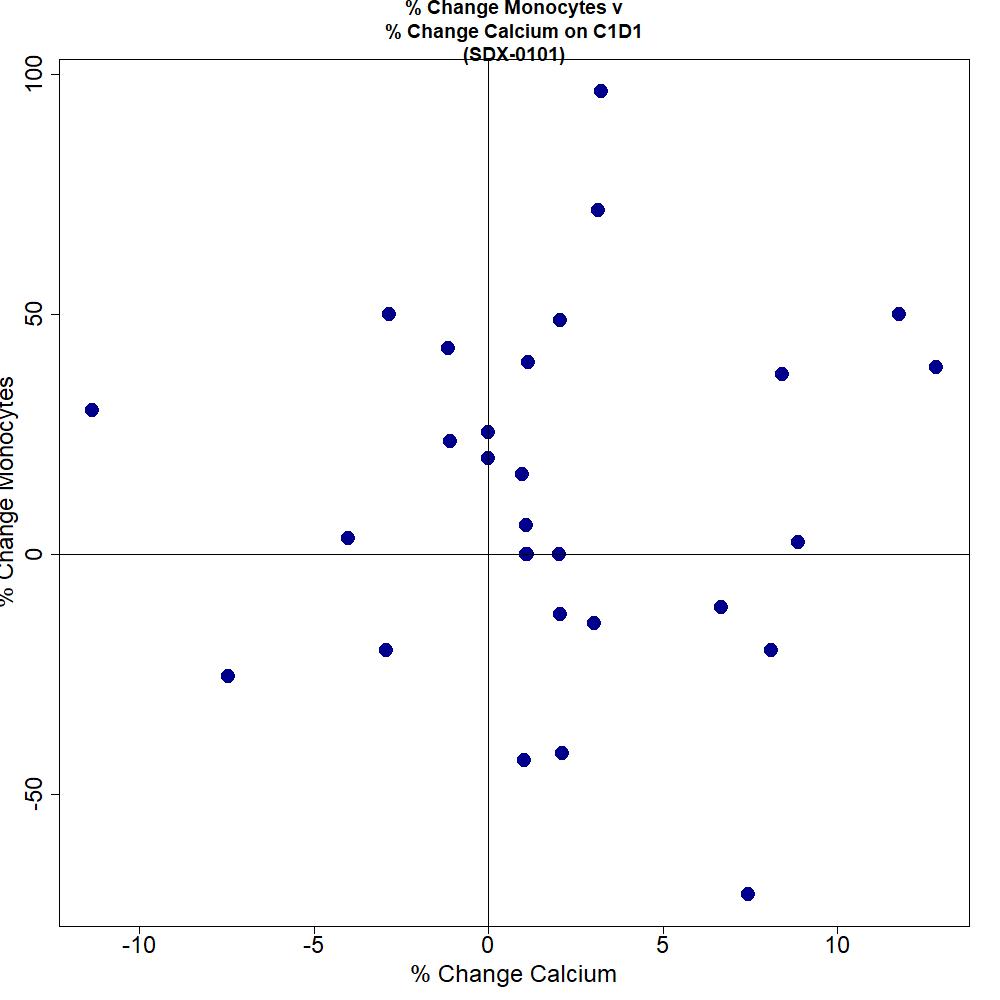 % Change Monocytes v
% Change Calcium on C1D1
(SDX-0101)
% Change Monocytes
100
50
0
-50
-10
-5
0
5
10
% Change Calcium